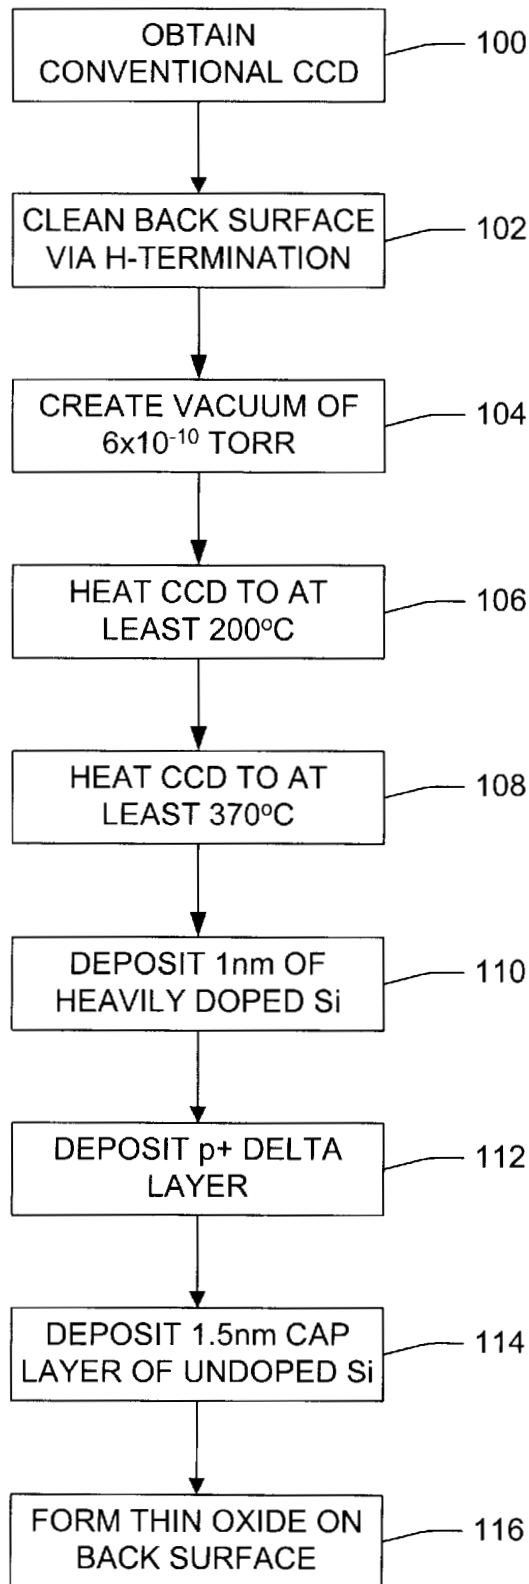 OBTAIN
CONVENTIONAL CCD
100
CLEAN BACK SURFACE
VIA H-TERMINATION
102
CREATE VACUUM OF
6x10⁻¹⁰ TORR
104
HEAT CCD TO AT
LEAST 200ºC
106
HEAT CCD TO AT
LEAST 370ºC
108
DEPOSIT 1nm OF
HEAVILY DOPED Si
110
DEPOSIT p+ DELTA
LAYER
112
DEPOSIT 1.5nm CAP
LAYER OF UNDOPED Si
114
FORM THIN OXIDE ON
BACK SURFACE
116